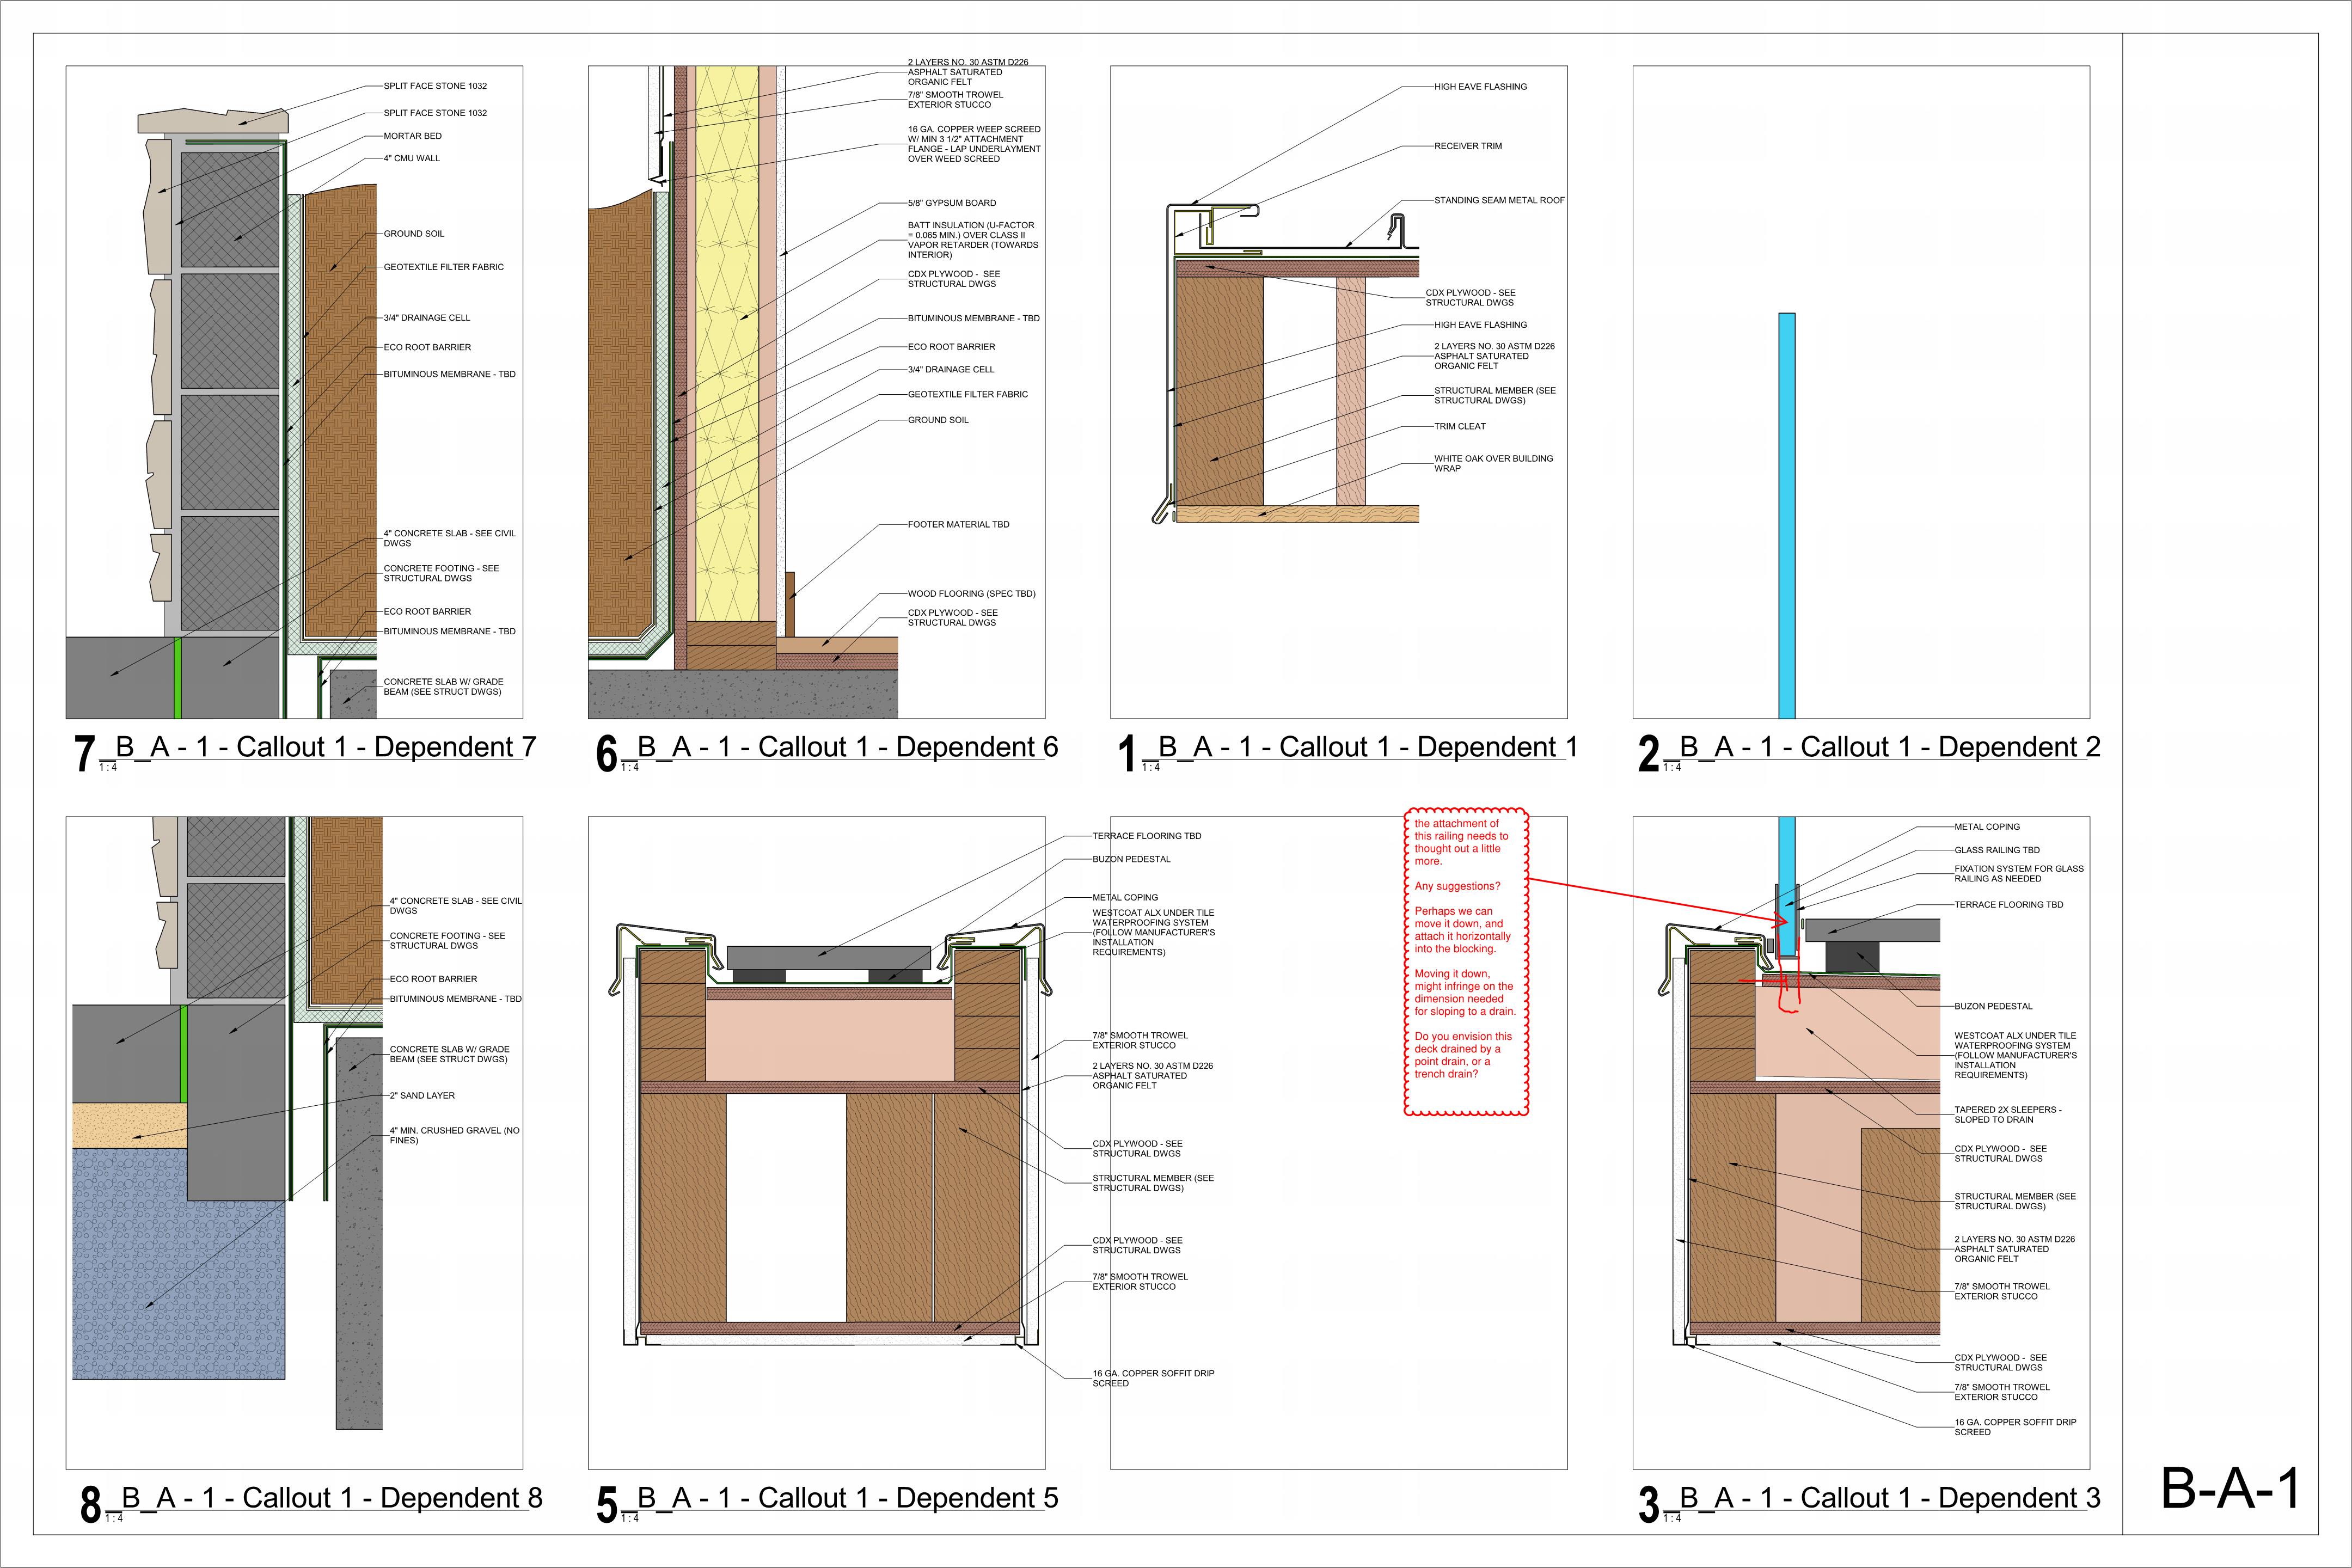 SPLIT FACE STONE 1032
SPLIT FACE STONE 1032
MORTAR BED
4" CMU WALL
GROUND SOIL
GEOTEXTILE FILTER FABRIC
3/4" DRAINAGE CELL
ECO ROOT BARRIER
BITUMINOUS MEMBRANE - TBD
4" CONCRETE SLAB - SEE CIVIL
DWGS
CONCRETE FOOTING - SEE
STRUCTURAL DWGS
ECO ROOT BARRIER
BITUMINOUS MEMBRANE - TBD
CONCRETE SLAB W/ GRADE
BEAM (SEE STRUCT DWGS)
7 _B_A - 1 - Callout 1 - Dependent 7
1 : 4
2 LAYERS NO. 30 ASTM D226
ASPHALT SATURATED
ORGANIC FELT
7/8" SMOOTH TROWEL
EXTERIOR STUCCO
16 GA. COPPER WEEP SCREED
W/ MIN 3 1/2" ATTACHMENT
FLANGE - LAP UNDERLAYMENT
OVER WEED SCREED
5/8" GYPSUM BOARD
BATT INSULATION (U-FACTOR
= 0.065 MIN.) OVER CLASS II
VAPOR RETARDER (TOWARDS
INTERIOR)
CDX PLYWOOD - SEE
STRUCTURAL DWGS
BITUMINOUS MEMBRANE - TBD
ECO ROOT BARRIER
3/4" DRAINAGE CELL
GEOTEXTILE FILTER FABRIC
GROUND SOIL
FOOTER MATERIAL TBD
WOOD FLOORING (SPEC TBD)
CDX PLYWOOD - SEE
STRUCTURAL DWGS
6 _B_A - 1 - Callout 1 - Dependent 6
1 : 4
HIGH EAVE FLASHING
RECEIVER TRIM
STANDING SEAM METAL ROOF
CDX PLYWOOD - SEE
STRUCTURAL DWGS
HIGH EAVE FLASHING
2 LAYERS NO. 30 ASTM D226
ASPHALT SATURATED
ORGANIC FELT
STRUCTURAL MEMBER (SEE
STRUCTURAL DWGS)
TRIM CLEAT
WHITE OAK OVER BUILDING
WRAP
1 _B_A - 1 - Callout 1 - Dependent 1
1 : 4
2 _B_A - 1 - Callout 1 - Dependent 2
1 : 4
4" CONCRETE SLAB - SEE CIVIL
DWGS
CONCRETE FOOTING - SEE
STRUCTURAL DWGS
ECO ROOT BARRIER
BITUMINOUS MEMBRANE - TBD
CONCRETE SLAB W/ GRADE
BEAM (SEE STRUCT DWGS)
2" SAND LAYER
4" MIN. CRUSHED GRAVEL (NO
FINES)
8 _B_A - 1 - Callout 1 - Dependent 8
1 : 4
TERRACE FLOORING TBD
BUZON PEDESTAL
METAL COPING
WESTCOAT ALX UNDER TILE
WATERPROOFING SYSTEM
(FOLLOW MANUFACTURER'S
INSTALLATION
REQUIREMENTS)
7/8" SMOOTH TROWEL
EXTERIOR STUCCO
2 LAYERS NO. 30 ASTM D226
ASPHALT SATURATED
ORGANIC FELT
CDX PLYWOOD - SEE
STRUCTURAL DWGS
STRUCTURAL MEMBER (SEE
STRUCTURAL DWGS)
CDX PLYWOOD - SEE
STRUCTURAL DWGS
7/8" SMOOTH TROWEL
EXTERIOR STUCCO
16 GA. COPPER SOFFIT DRIP
SCREED
5 _B_A - 1 - Callout 1 - Dependent 5
1 : 4
the attachment of
this railing needs to
thought out a little
more.
Any suggestions?
Perhaps we can
move it down, and
attach it horizontally
into the blocking.
Moving it down,
might infringe on the
dimension needed
for sloping to a drain.
Do you envision this
deck drained by a
point drain, or a
trench drain?
METAL COPING
GLASS RAILING TBD
FIXATION SYSTEM FOR GLASS
RAILING AS NEEDED
TERRACE FLOORING TBD
BUZON PEDESTAL
WESTCOAT ALX UNDER TILE
WATERPROOFING SYSTEM
(FOLLOW MANUFACTURER'S
INSTALLATION
REQUIREMENTS)
TAPERED 2X SLEEPERS -
SLOPED TO DRAIN
CDX PLYWOOD - SEE
STRUCTURAL DWGS
STRUCTURAL MEMBER (SEE
STRUCTURAL DWGS)
2 LAYERS NO. 30 ASTM D226
ASPHALT SATURATED
ORGANIC FELT
7/8" SMOOTH TROWEL
EXTERIOR STUCCO
CDX PLYWOOD - SEE
STRUCTURAL DWGS
7/8" SMOOTH TROWEL
EXTERIOR STUCCO
16 GA. COPPER SOFFIT DRIP
SCREED
3 _B_A - 1 - Callout 1 - Dependent 3
1 : 4
B-A-1